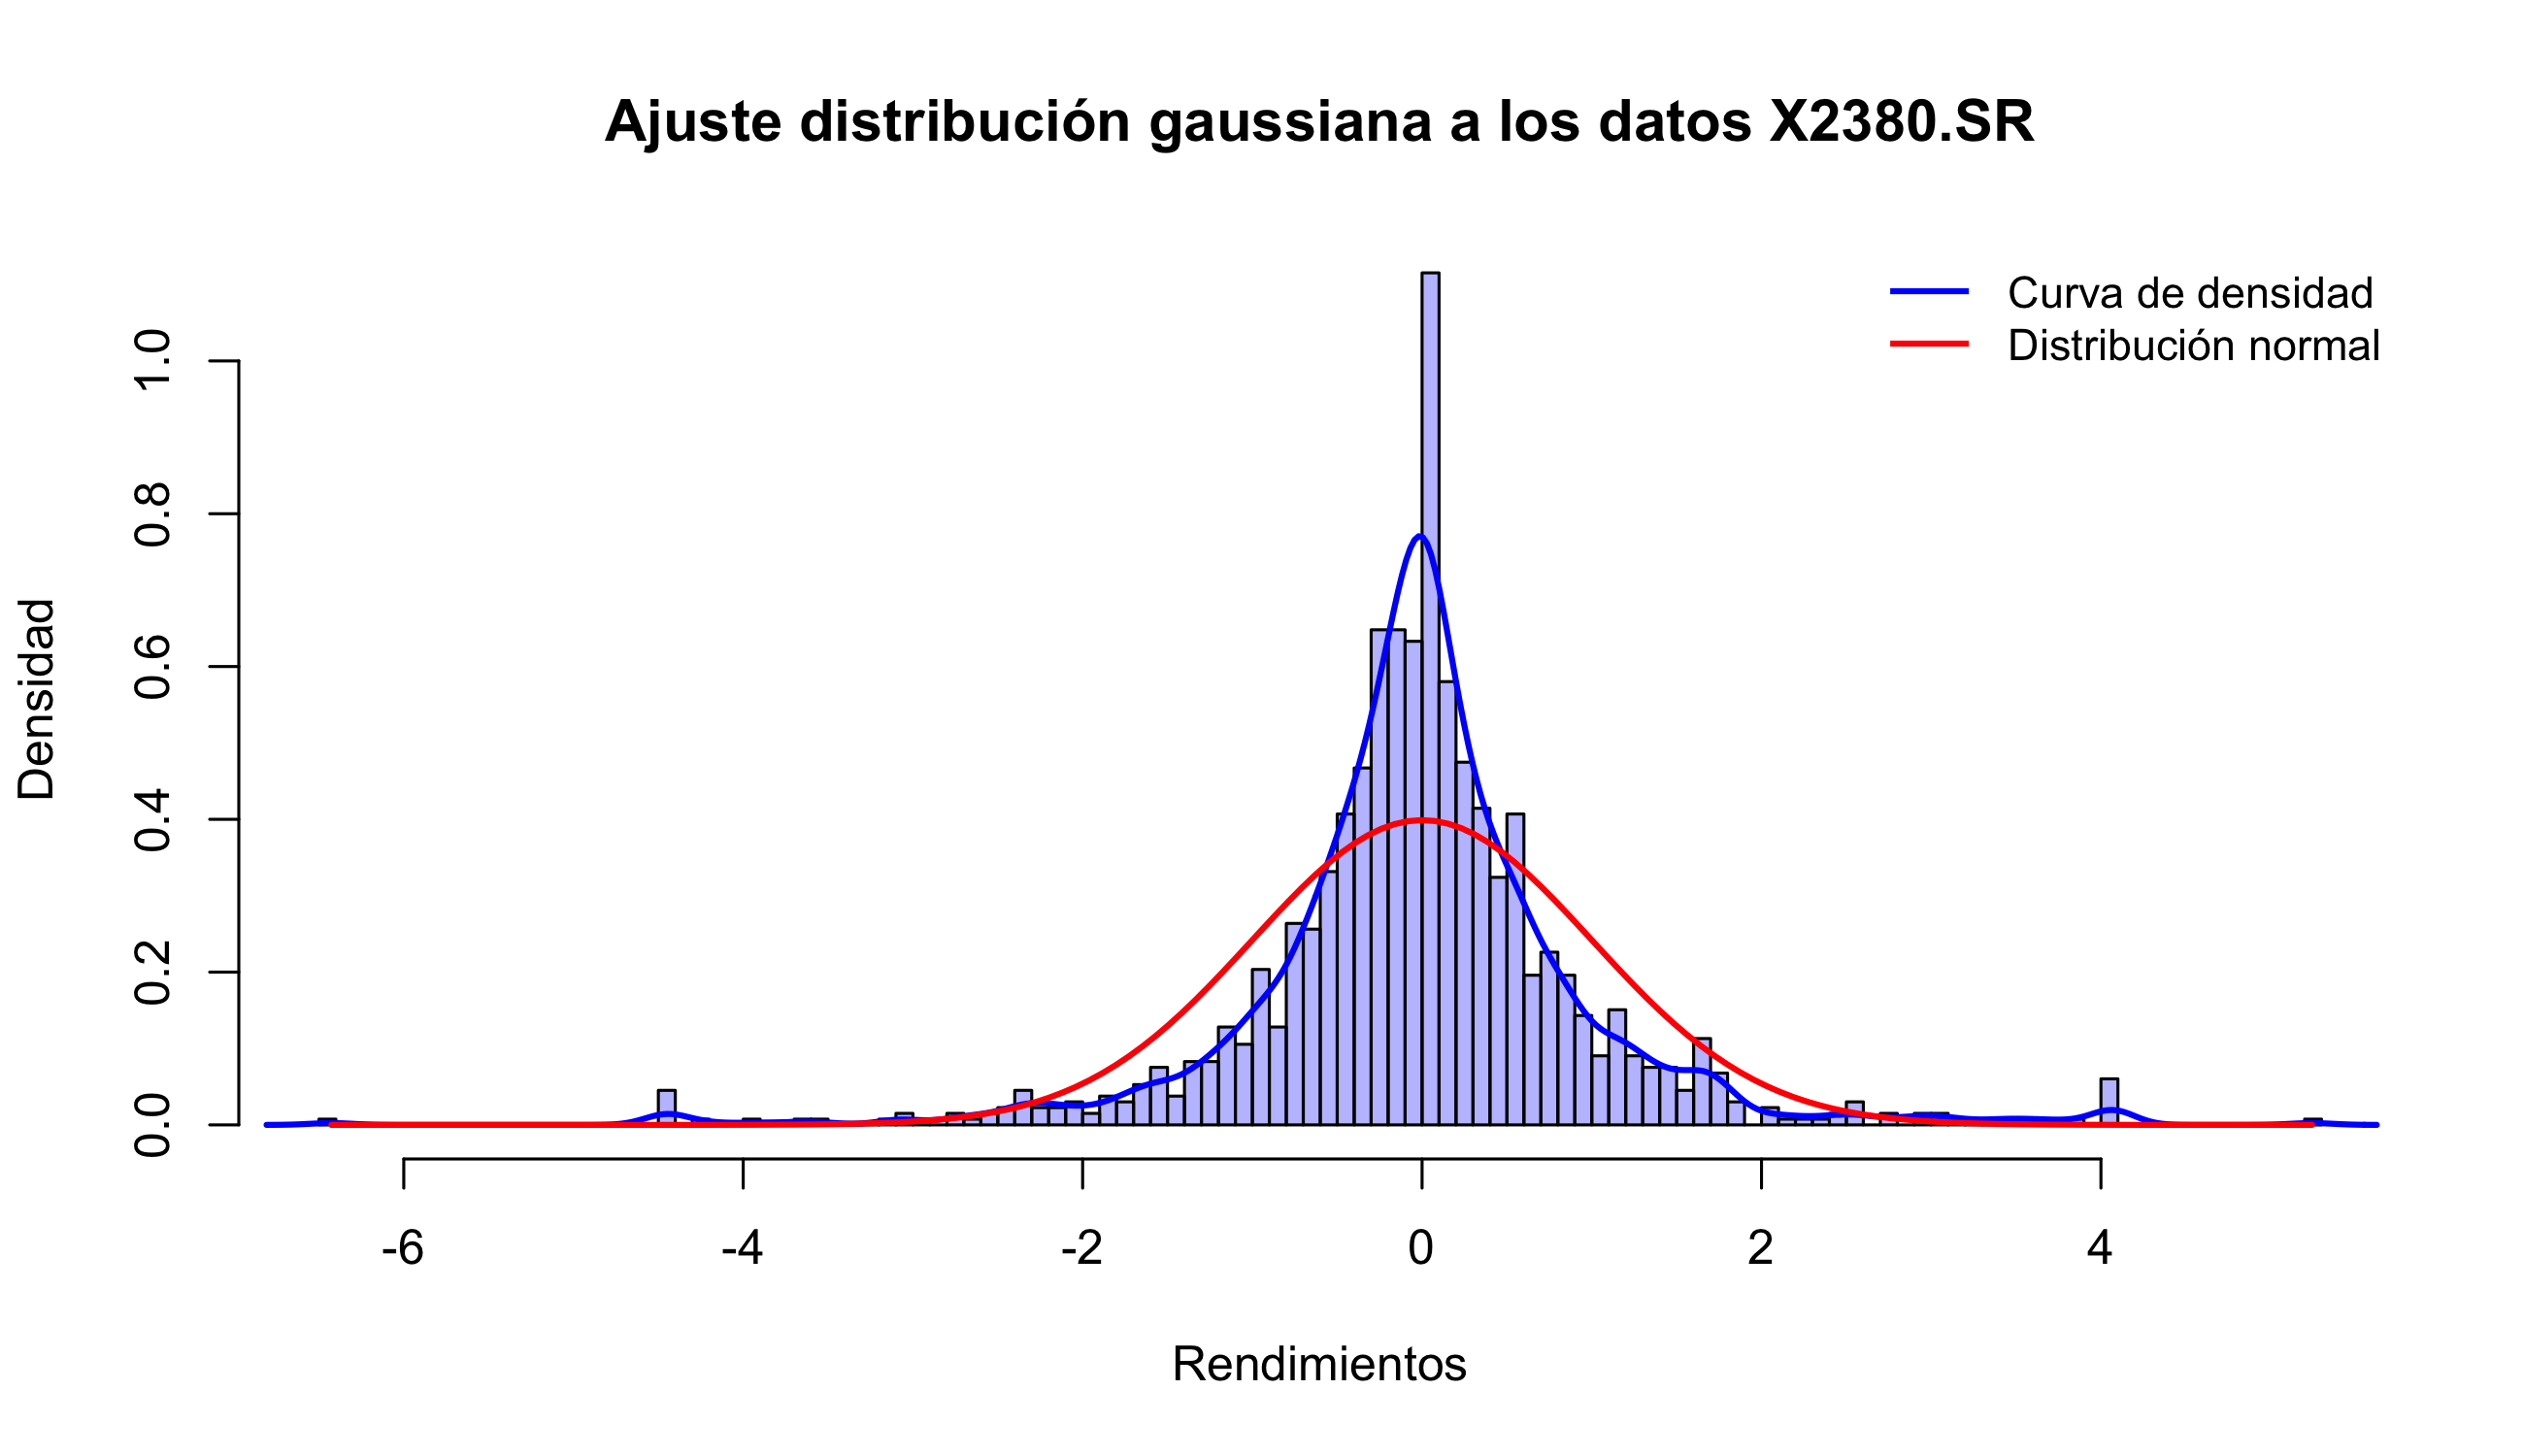 Ajuste distribución gaussiana a los datos X2380.SR
Curva de densidad
Distribución normal
Densidad
1.0
0.8
0.6
0.4
0.2
0.0
-6 -4 -2 0 2 4
Rendimientos